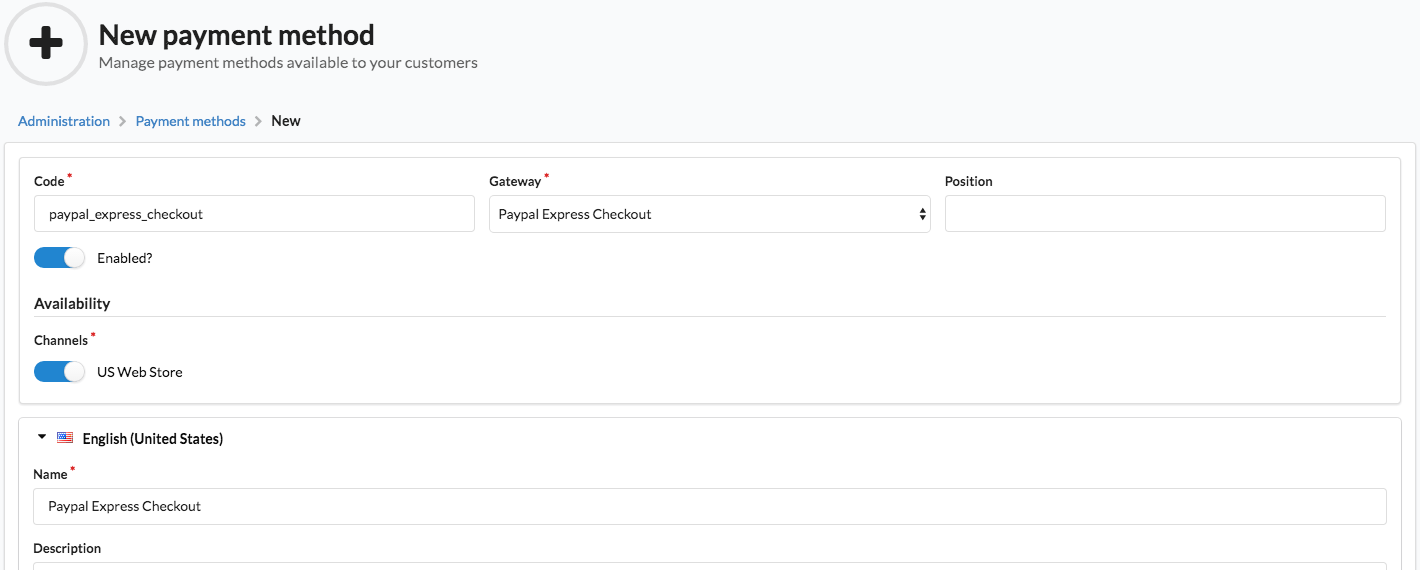 New payment method
Manage payment methods available to your customers
Administration > Payment methods > New
Code * Gateway * Position
paypal_express_checkout Paypal Express Checkout
Enabled?
Availability
Channels *
US Web Store
English (United States)
Name *
Paypal Express Checkout
Description